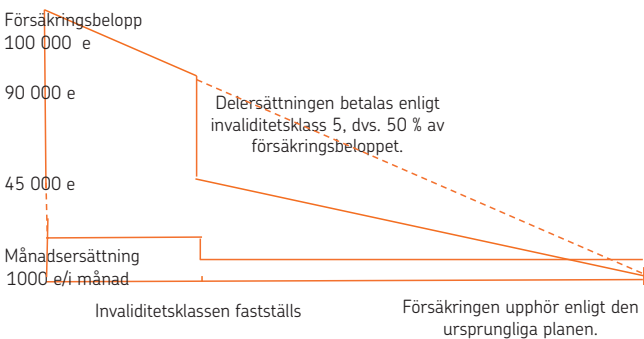 Försäkringsbelopp
100 000 e
90 000 e
Delersättningen betalas enligt
invaliditetsklass 5, dvs. 50 % av
försäkringsbeloppet.
45 000 e
Månadsersättning
1000 e/i månad
Invaliditetsklassen fastställs
Försäkringen upphör enligt den
ursprungliga planen.